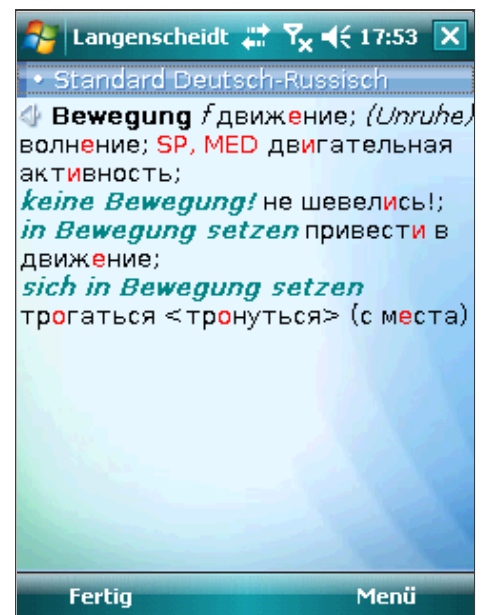 Langenscheidt 17:53
• Standard Deutsch-Russisch
Bewegung f движение; (Unruhe)
волнение; SP, MED двигательная
активность;
keine Bewegung! не шевелись!;
in Bewegung setzen привести в
движение;
sich in Bewegung setzen
трогаться <тронуться> (с места)
Fertig Menü